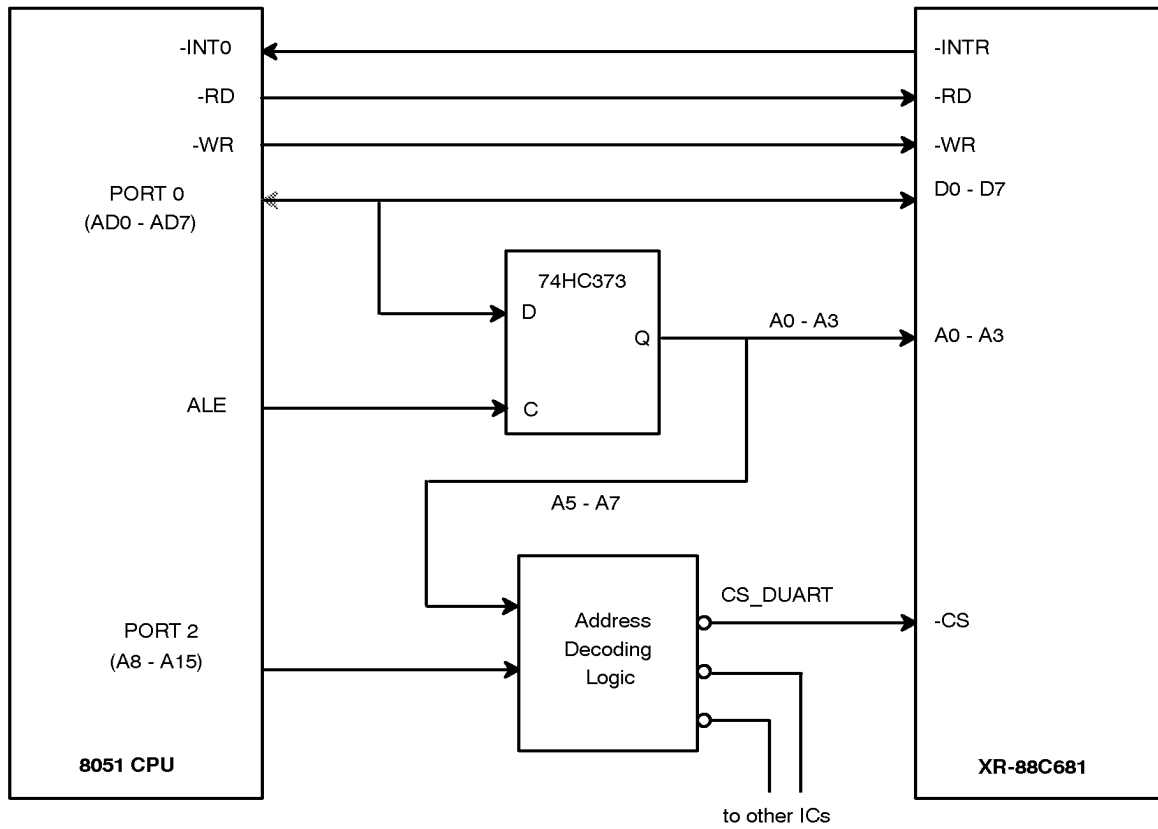 -INT0
-INTR
-RD
-RD
-WR
-WR
PORT 0
(AD0 - AD7)
D0 - D7
74HC373
D
Q
A0 - A3
A0 - A3
ALE
C
A5 - A7
PORT 2
(A8 - A15)
Address
Decoding
Logic
CS_DUART
-CS
8051 CPU
XR-88C681
to other ICs